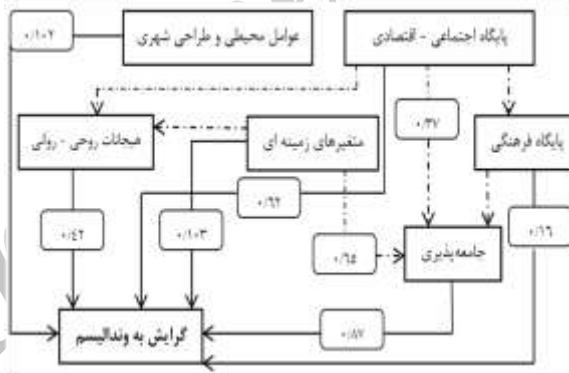 پایگاه اجتماعی - اقتصادی
عوامل محیطی و طراحی شهری
۰/۱۰۲
پایگاه فرهنگی
۰/۳۷
متغیرهای زمینه ای
هیجانات روحی - روانی
۰/۶۲
۰/۱۶
جامعه‌پذیری
۰/۶۵
۰/۱۰۳
۰/۴۲
۰/۸۷
گرایش به وندالیسم